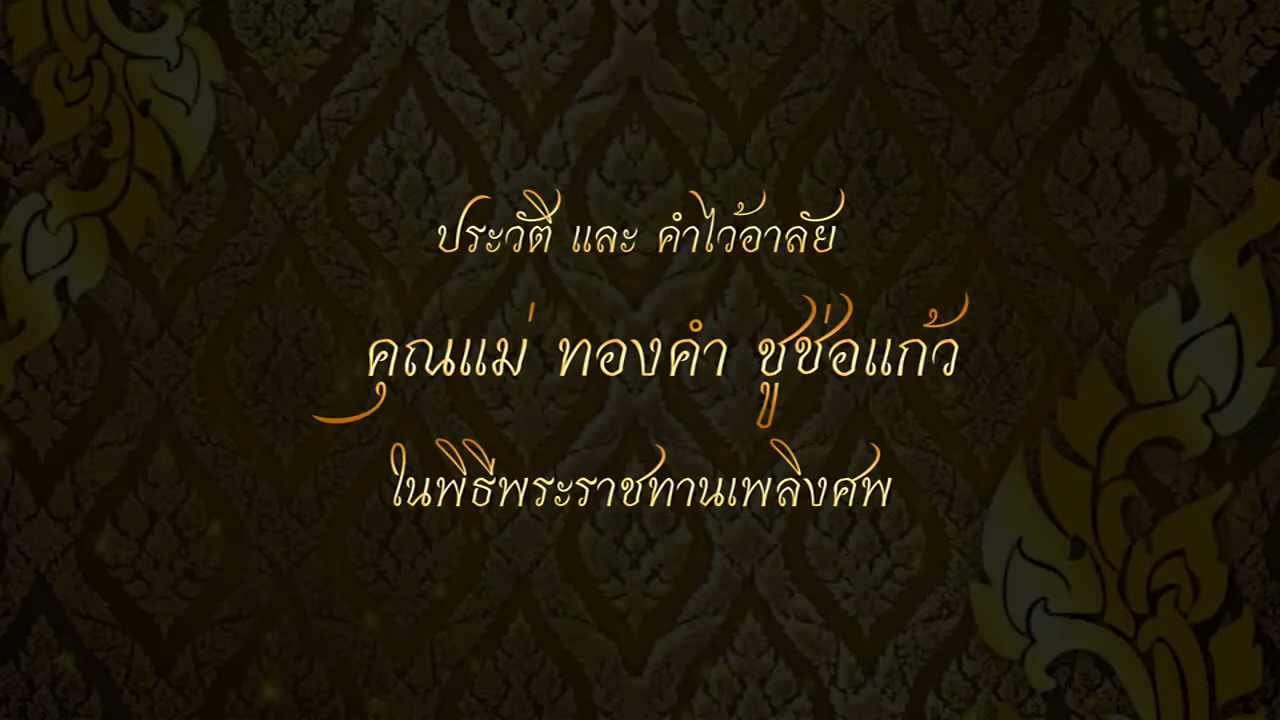 ประวัติ และ คำไว้อาลัย
คุณแม่ ทองคำ ชูช่อแก้ว
ในพิธีพระราชทานเพลิงศพ